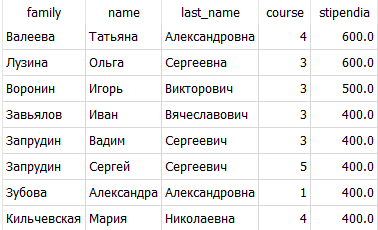 family name last_name course stipendia
Валеева Татьяна Александровна 4 600.0
Лузина Ольга Сергеевна 3 600.0
Воронин Игорь Викторович 3 500.0
Завьялов Иван Вячеславович 3 400.0
Запрудин Вадим Сергеевич 3 400.0
Запрудин Сергей Сергеевич 5 400.0
Зубова Александра Александровна 1 400.0
Кильчевская Мария Николаевна 4 400.0